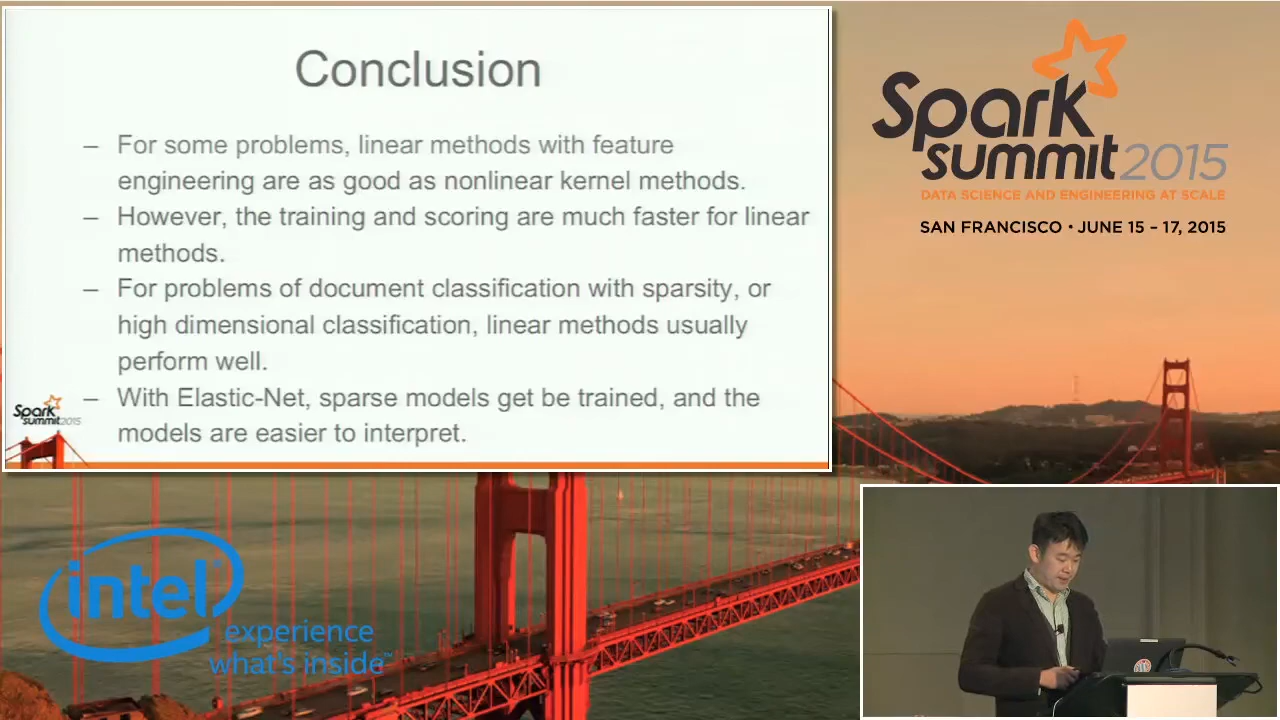 Conclusion
– For some problems, linear methods with feature
engineering are as good as nonlinear kernel methods.
– However, the training and scoring are much faster for linear
methods.
– For problems of document classification with sparsity, or
high dimensional classification, linear methods usually
perform well.
– With Elastic-Net, sparse models get be trained, and the
models are easier to interpret.
Spark
summit2015
Spark
summit 2015
DATA SCIENCE AND ENGINEERING AT SCALE
SAN FRANCISCO • JUNE 15 – 17, 2015
intel®
experience
what's inside™